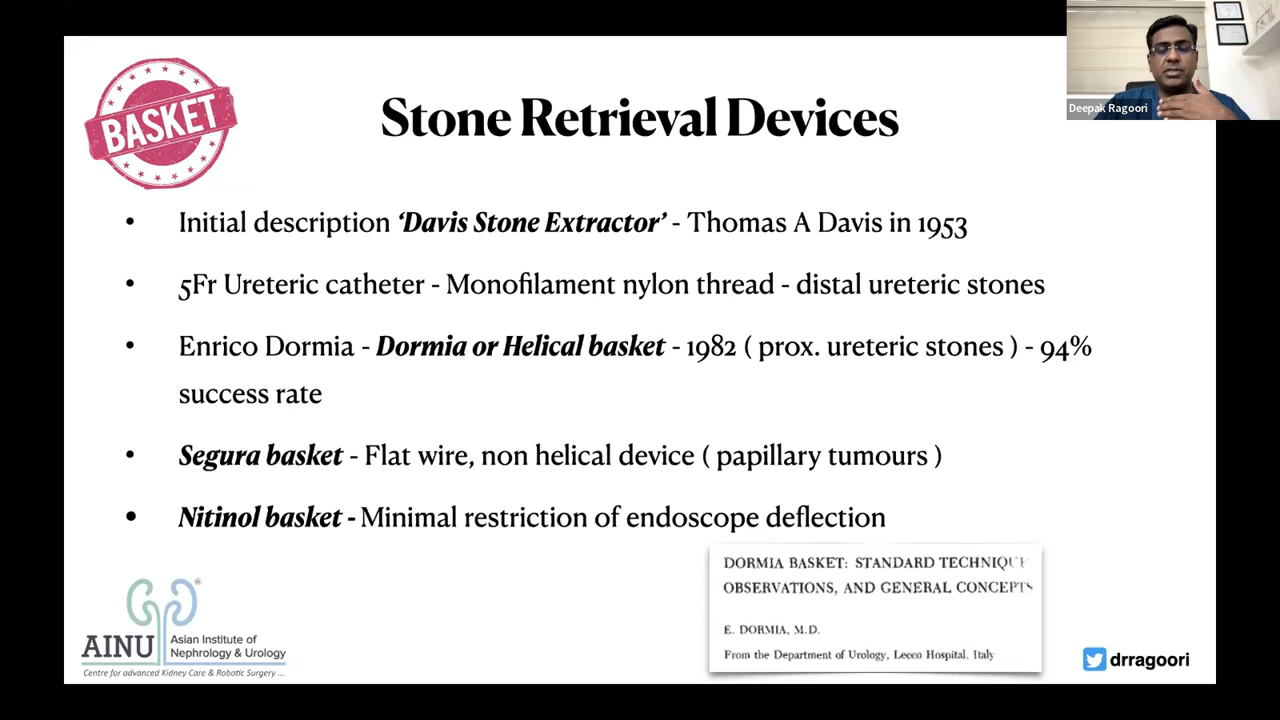 Deepak Ragoori
BASKET
Stone Retrieval Devices
• Initial description ‘Davis Stone Extractor’ - Thomas A Davis in 1953
• 5Fr Ureteric catheter - Monofilament nylon thread - distal ureteric stones
• Enrico Dormia - Dormia or Helical basket - 1982 ( prox. ureteric stones ) - 94%
success rate
• Segura basket - Flat wire, non helical device ( papillary tumours )
• Nitinol basket - Minimal restriction of endoscope deflection
DORMIA BASKET: STANDARD TECHNIQUE
OBSERVATIONS, AND GENERAL CONCEPTS
E. DORMIA, M.D.
From the Department of Urology, Lecco Hospital, Italy
®
AINU Asian Institute of
Nephrology & Urology
Centre for advanced Kidney Care & Robotic Surgery ...
drragoori